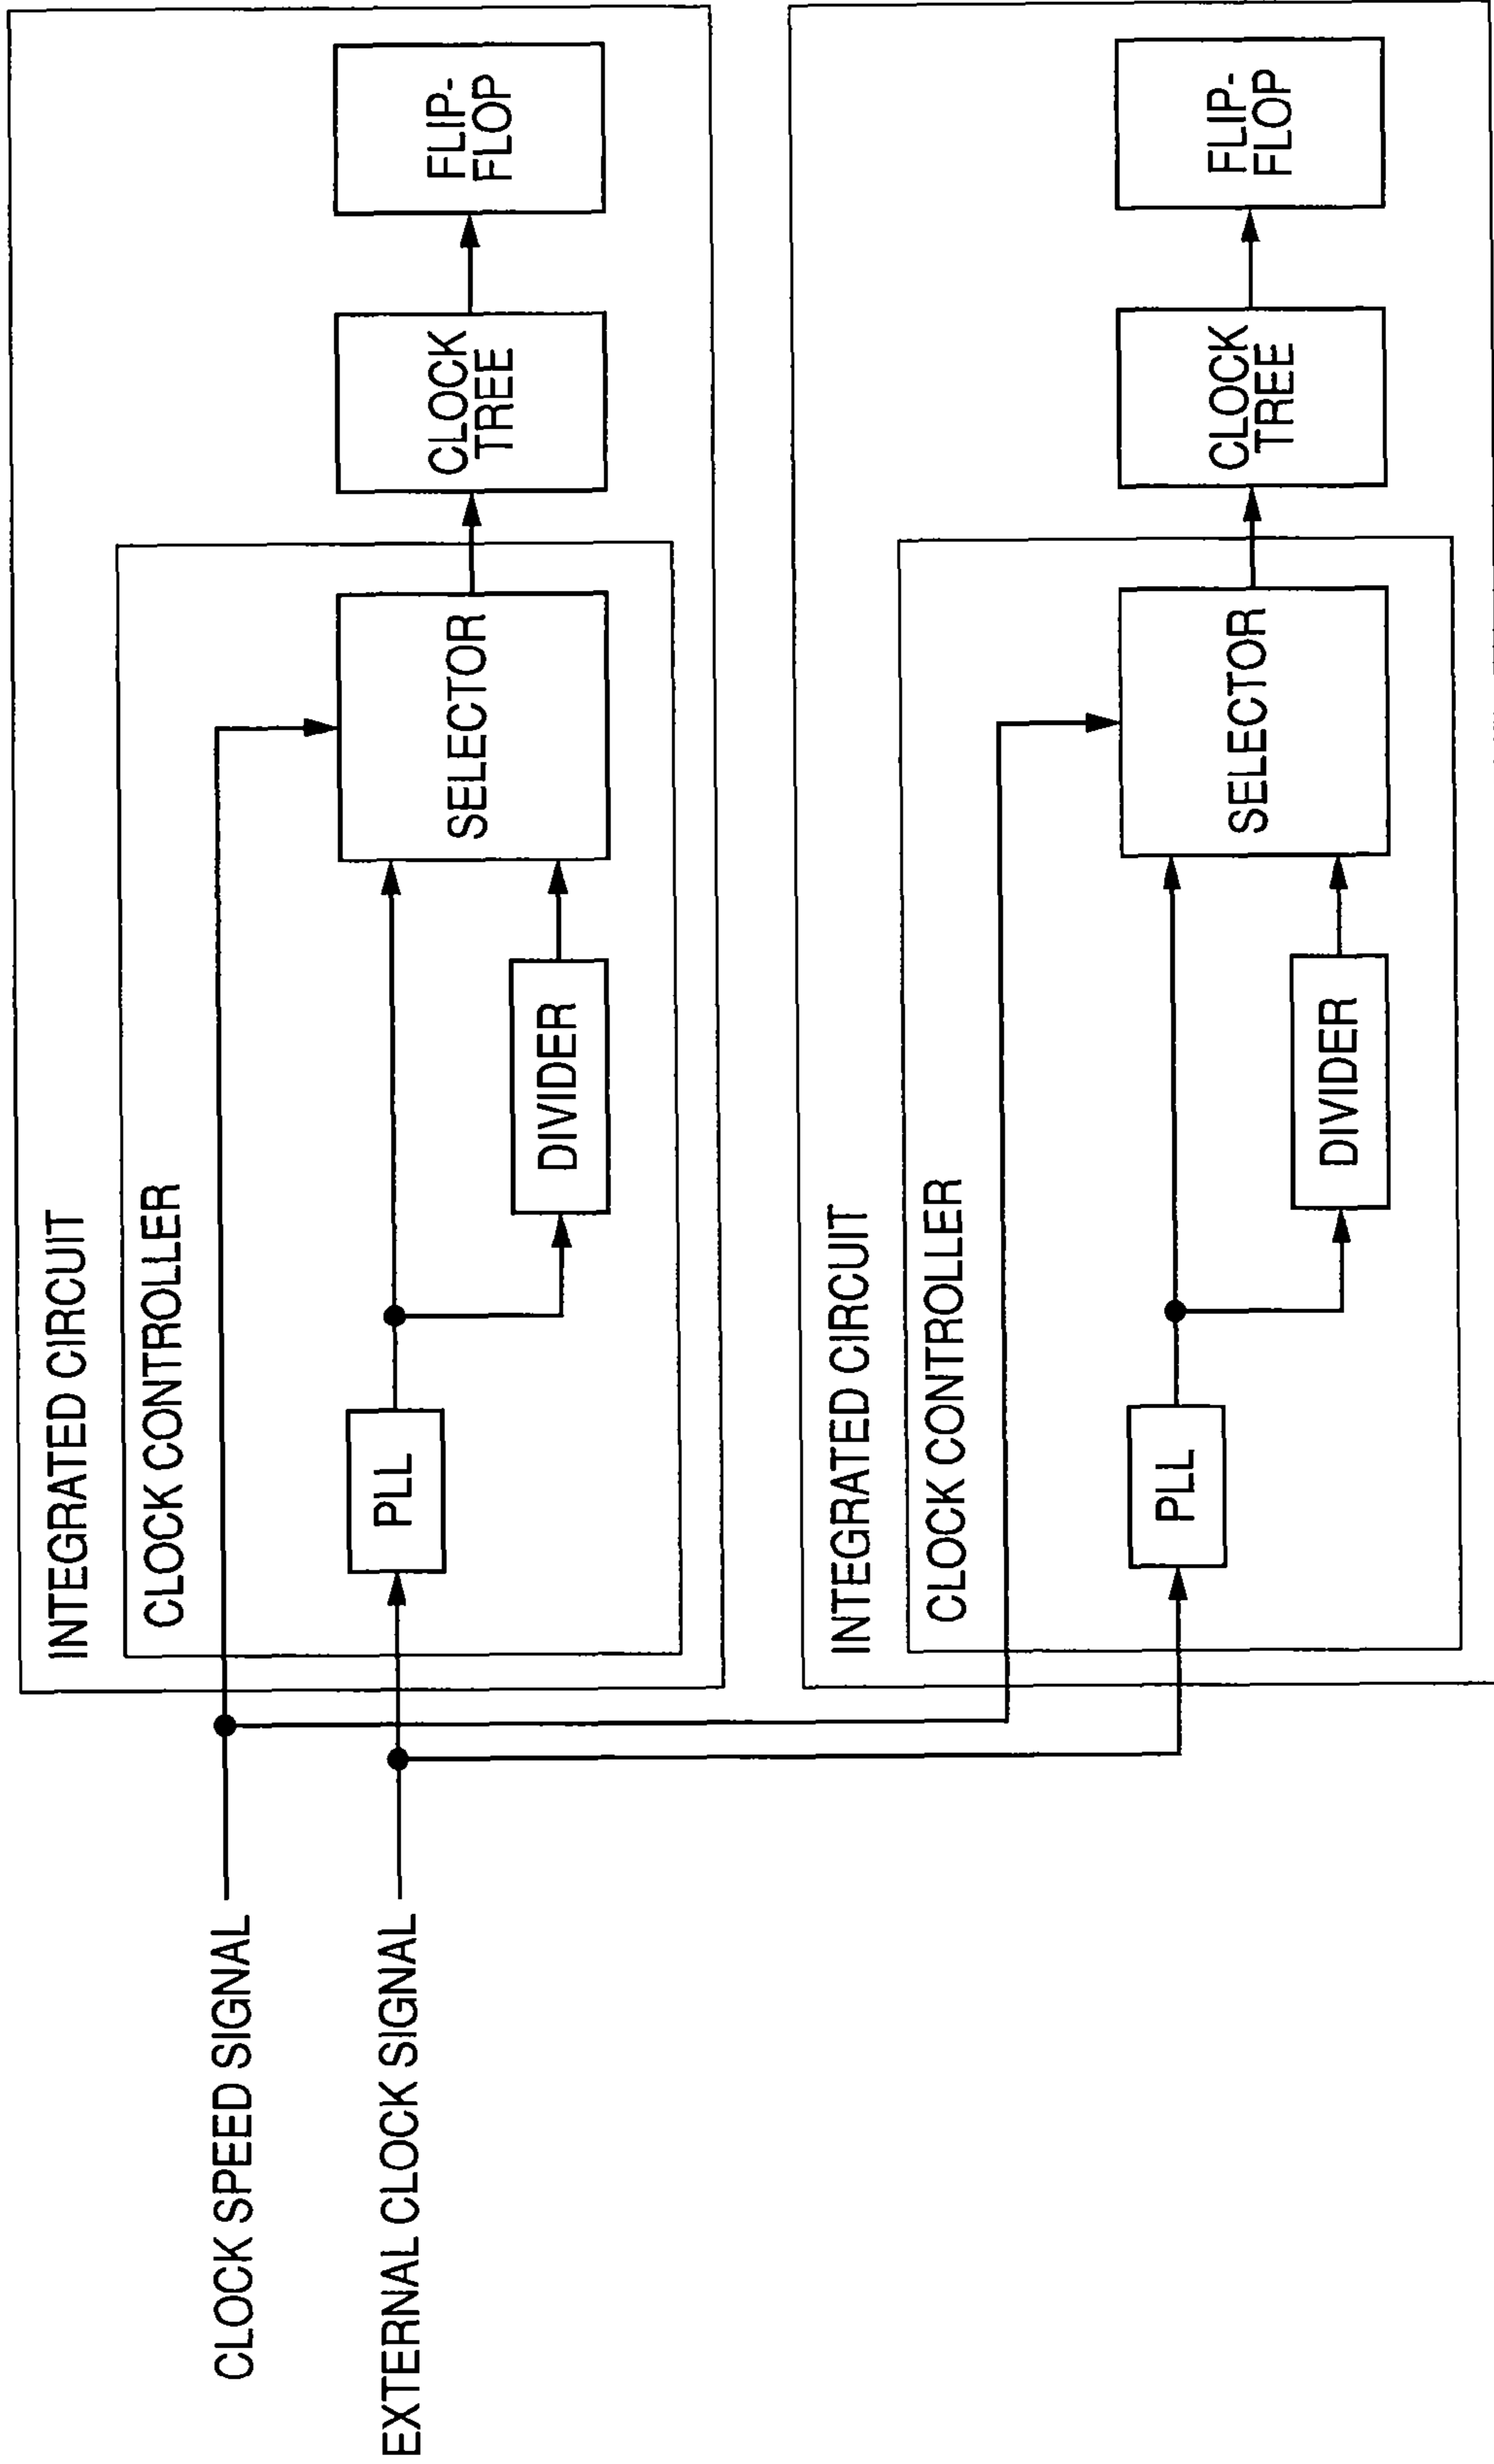 CLOCK SPEED SIGNAL
EXTERNAL CLOCK SIGNAL
INTEGRATED CIRCUIT
CLOCK CONTROLLER
PLL
DIVIDER
SELECTOR
CLOCK
TREE
FLIP-
FLOP
INTEGRATED CIRCUIT
CLOCK CONTROLLER
PLL
DIVIDER
SELECTOR
CLOCK
TREE
FLIP-
FLOP